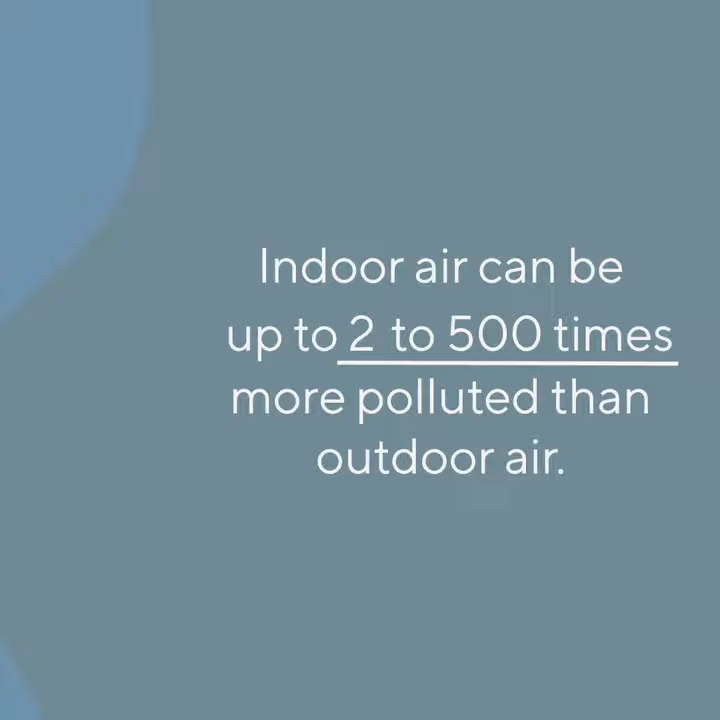 Indoor air can be
up to 2 to 500 times
more polluted than
outdoor air.